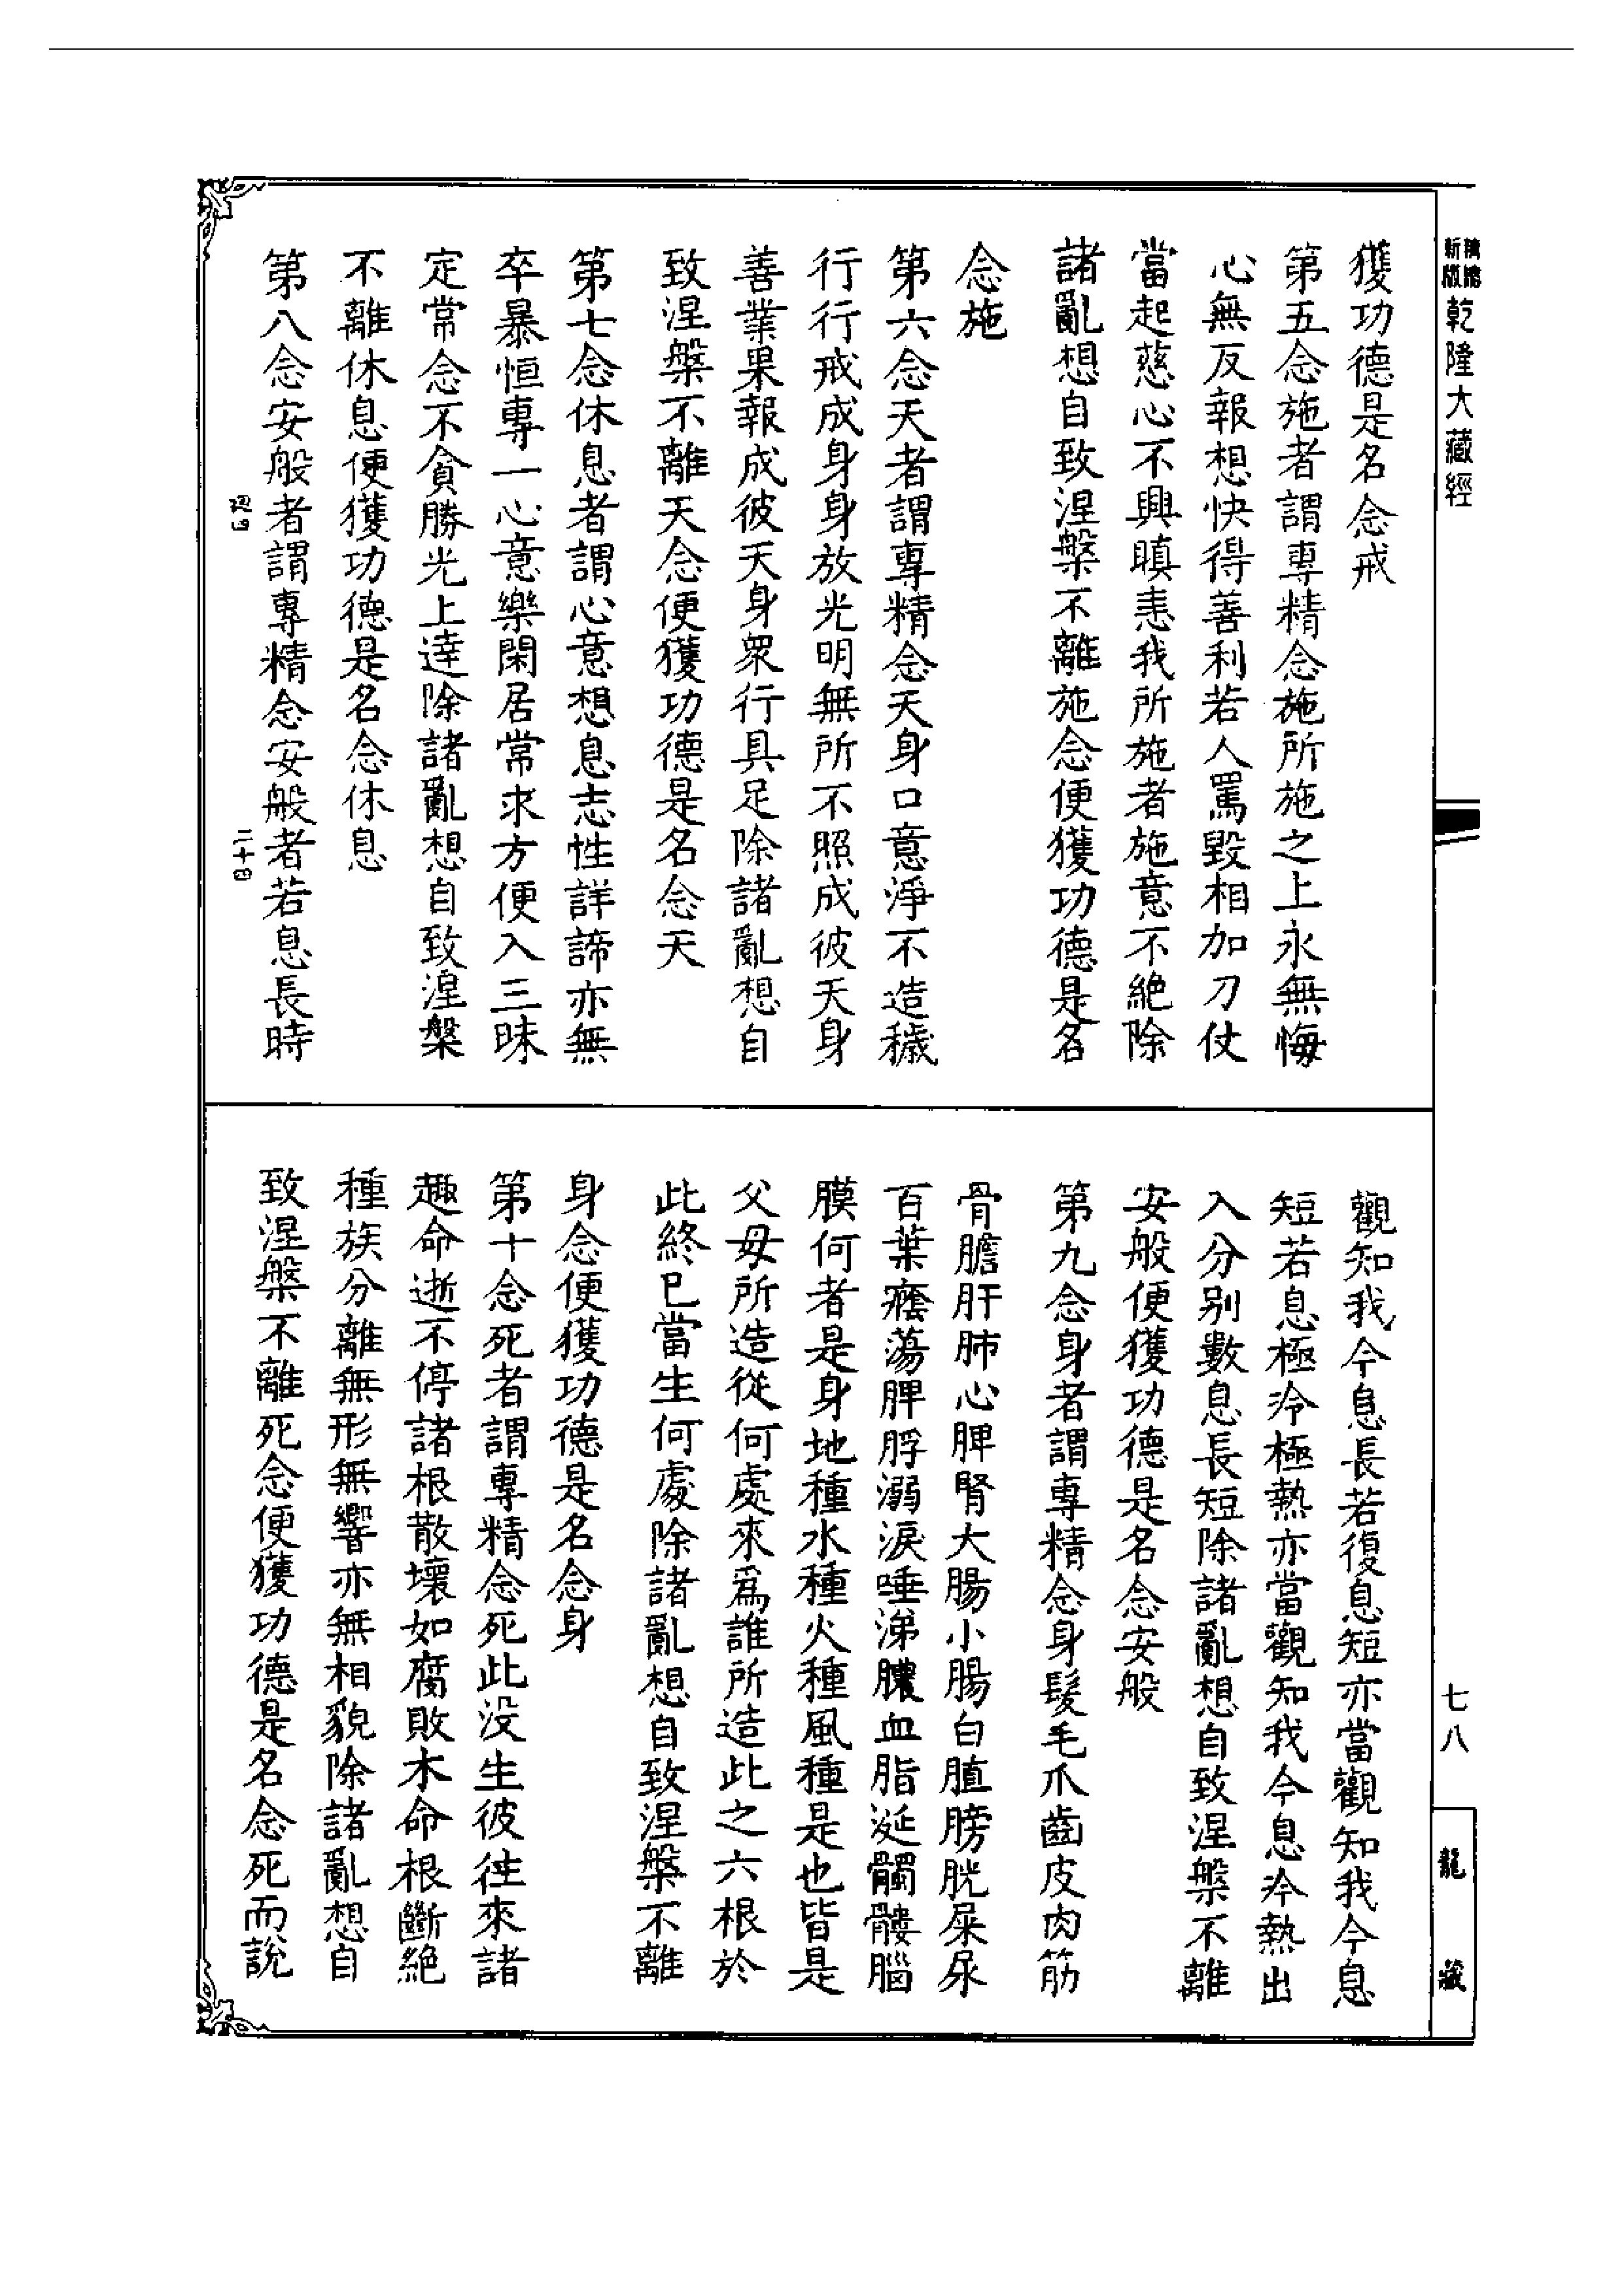 精縮新版乾隆大藏經
獲功德是名念戒
第五念施者謂專精念施所施之上永無悔
心無反報想快得善利若人罵毀相加刀仗
當起慈心不興瞋恚我所施者施意不絕除
諸亂想自致涅槃不離施念便獲功德是名
念施
第六念天者謂專精念天身口意淨不造穢
行行戒成身身放光明無所不照成彼天身
善業果報成彼天身眾行具足除諸亂想自
致涅槃不離天念便獲功德是名念天
第七念休息者謂心意想息志性詳諦亦無
卒暴恒專一心意樂閑居常求方便入三昧
定常念不貪勝光上達除諸亂想自致涅槃
不離休息便獲功德是名念休息
第八念安般者謂專精念安般者若息長時
二十四
觀知我今息長若復息短亦當觀知我今息
短若息極冷極熱亦當觀知我今息冷熱出
入分別數息長短除諸亂想自致涅槃不離
安般便獲功德是名念安般
第九念身者謂專精念身髮毛爪齒皮肉筋
骨膽肝肺心脾腎大腸小腸白䐈膀胱屎尿
百葉癊蕩脾脬溺淚唾涕膿血脂涎髑髏腦
膜何者是身地種水種火種風種是也皆是
父母所造從何處來爲誰所造此之六根於
此終已當生何處除諸亂想自致涅槃不離
身念便獲功德是名念身
第十念死者謂專精念死此没生彼往來諸
趣命逝不停諸根散壞如腐敗木命根斷絕
種族分離無形無響亦無相貌除諸亂想自
致涅槃不離死念便獲功德是名念死而說
七八
龍藏